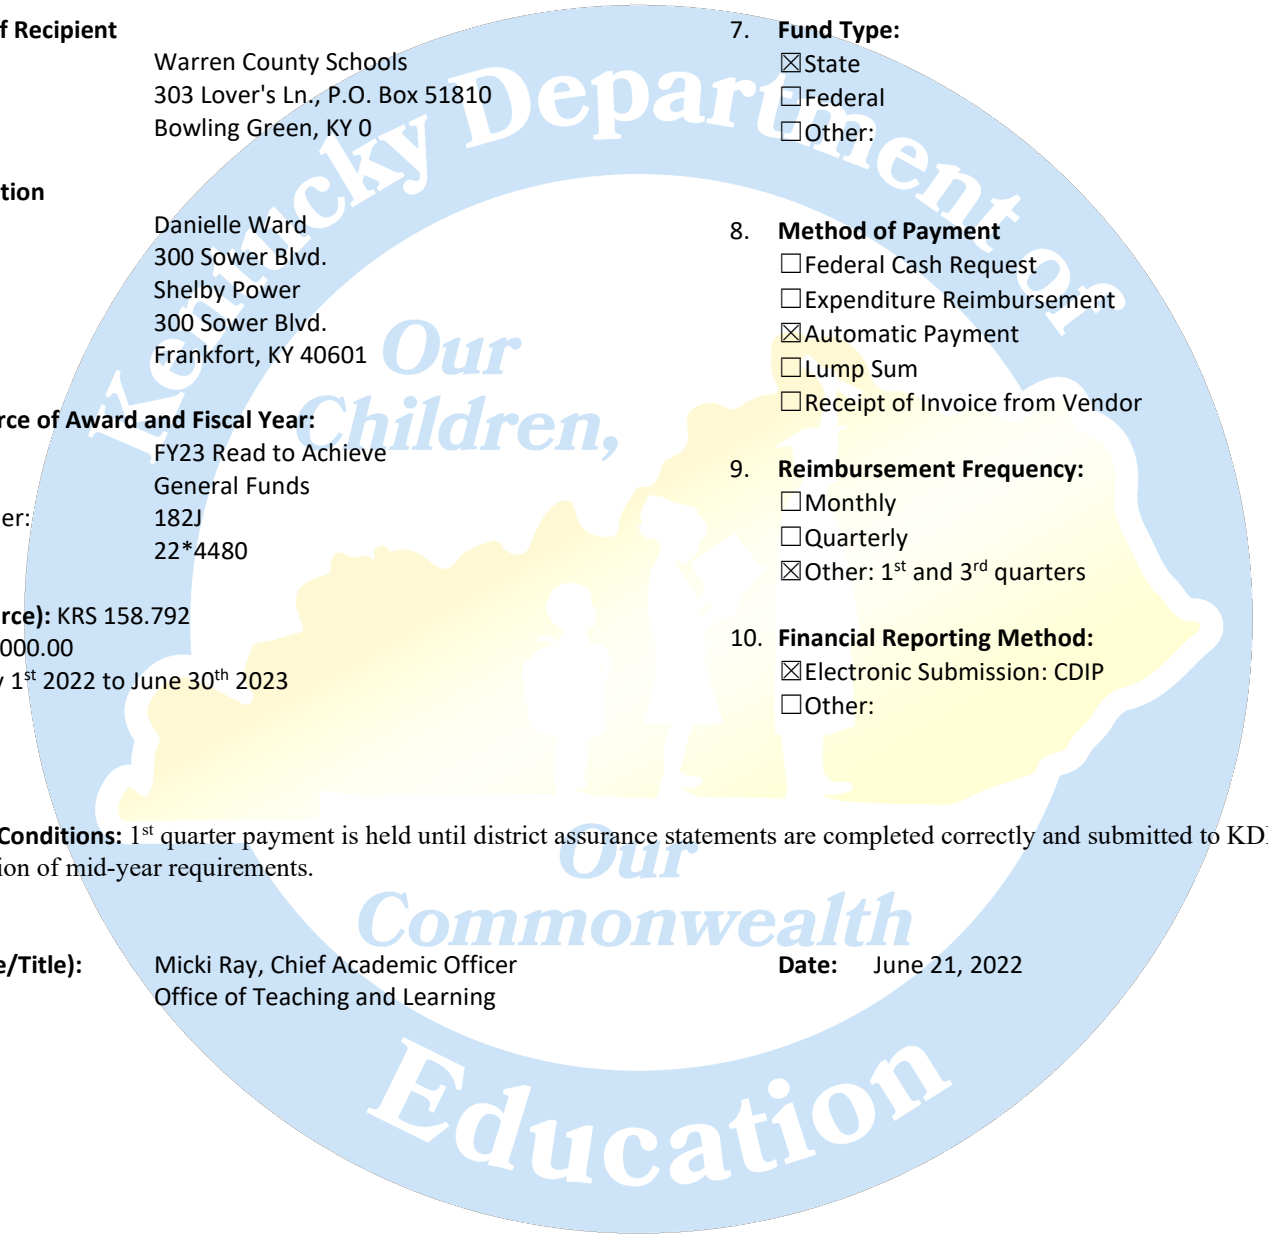 f Recipient
Warren County Schools
303 Lover's Ln., P.O. Box 51810
Bowling Green, KY 0
tion
Danielle Ward
300 Sower Blvd.
Shelby Power
300 Sower Blvd.
Frankfort, KY 40601
rce of Award and Fiscal Year:
FY23 Read to Achieve
General Funds
er: 182J
22*4480
rce): KRS 158.792
000.00
y 1st 2022 to June 30th 2023
7. Fund Type:
☒State
☐Federal
☐Other:
8. Method of Payment
☐Federal Cash Request
☐Expenditure Reimbursement
☒Automatic Payment
☐Lump Sum
☐Receipt of Invoice from Vendor
9. Reimbursement Frequency:
☐Monthly
☐Quarterly
☒Other: 1st and 3rd quarters
10. Financial Reporting Method:
☒Electronic Submission: CDIP
☐Other:
Conditions: 1st quarter payment is held until district assurance statements are completed correctly and submitted to KD
ion of mid-year requirements.
e/Title): Micki Ray, Chief Academic Officer Date: June 21, 2022
Office of Teaching and Learning
Kentucky Department of
Education
Our
Children,
Our
Commonwealth